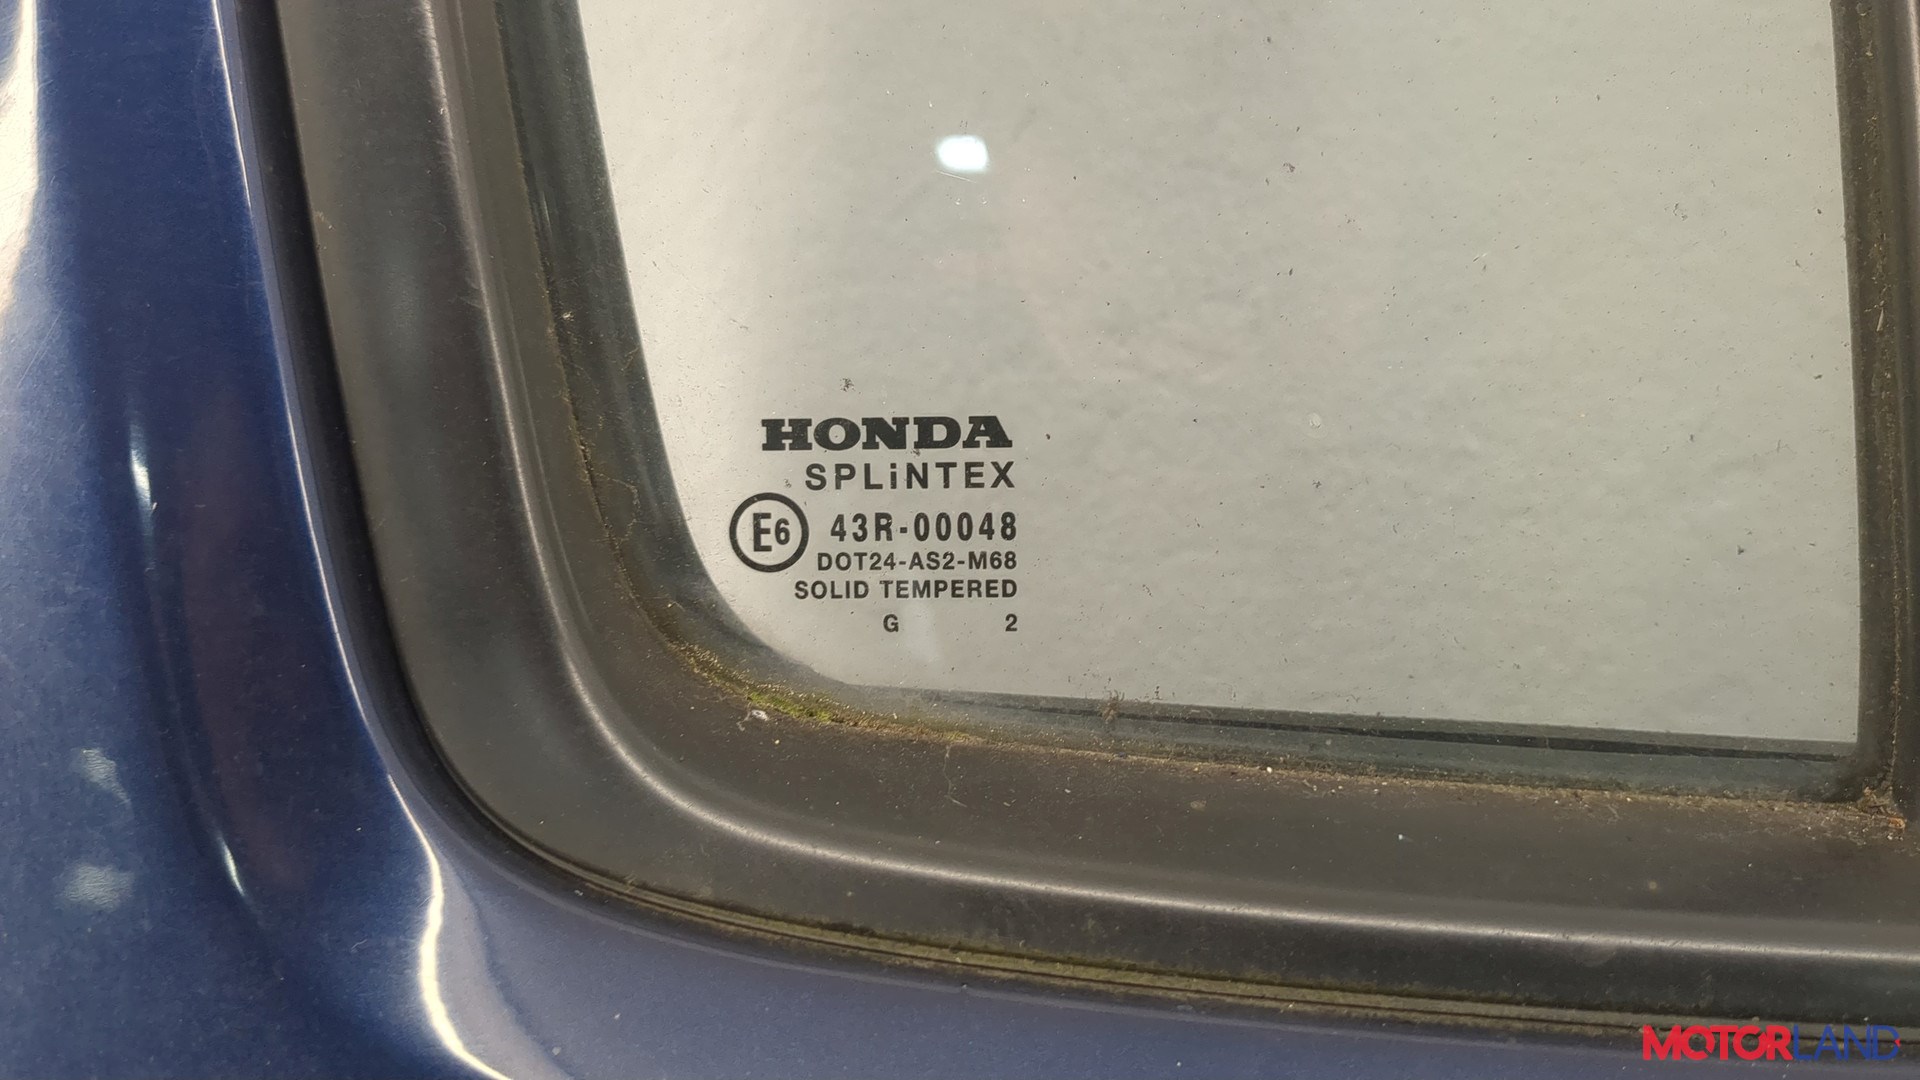 HONDA
SPLiNTEX
E6 43R-00048
DOT24-AS2-M68
SOLID TEMPERED
G 2
MOTORLAND